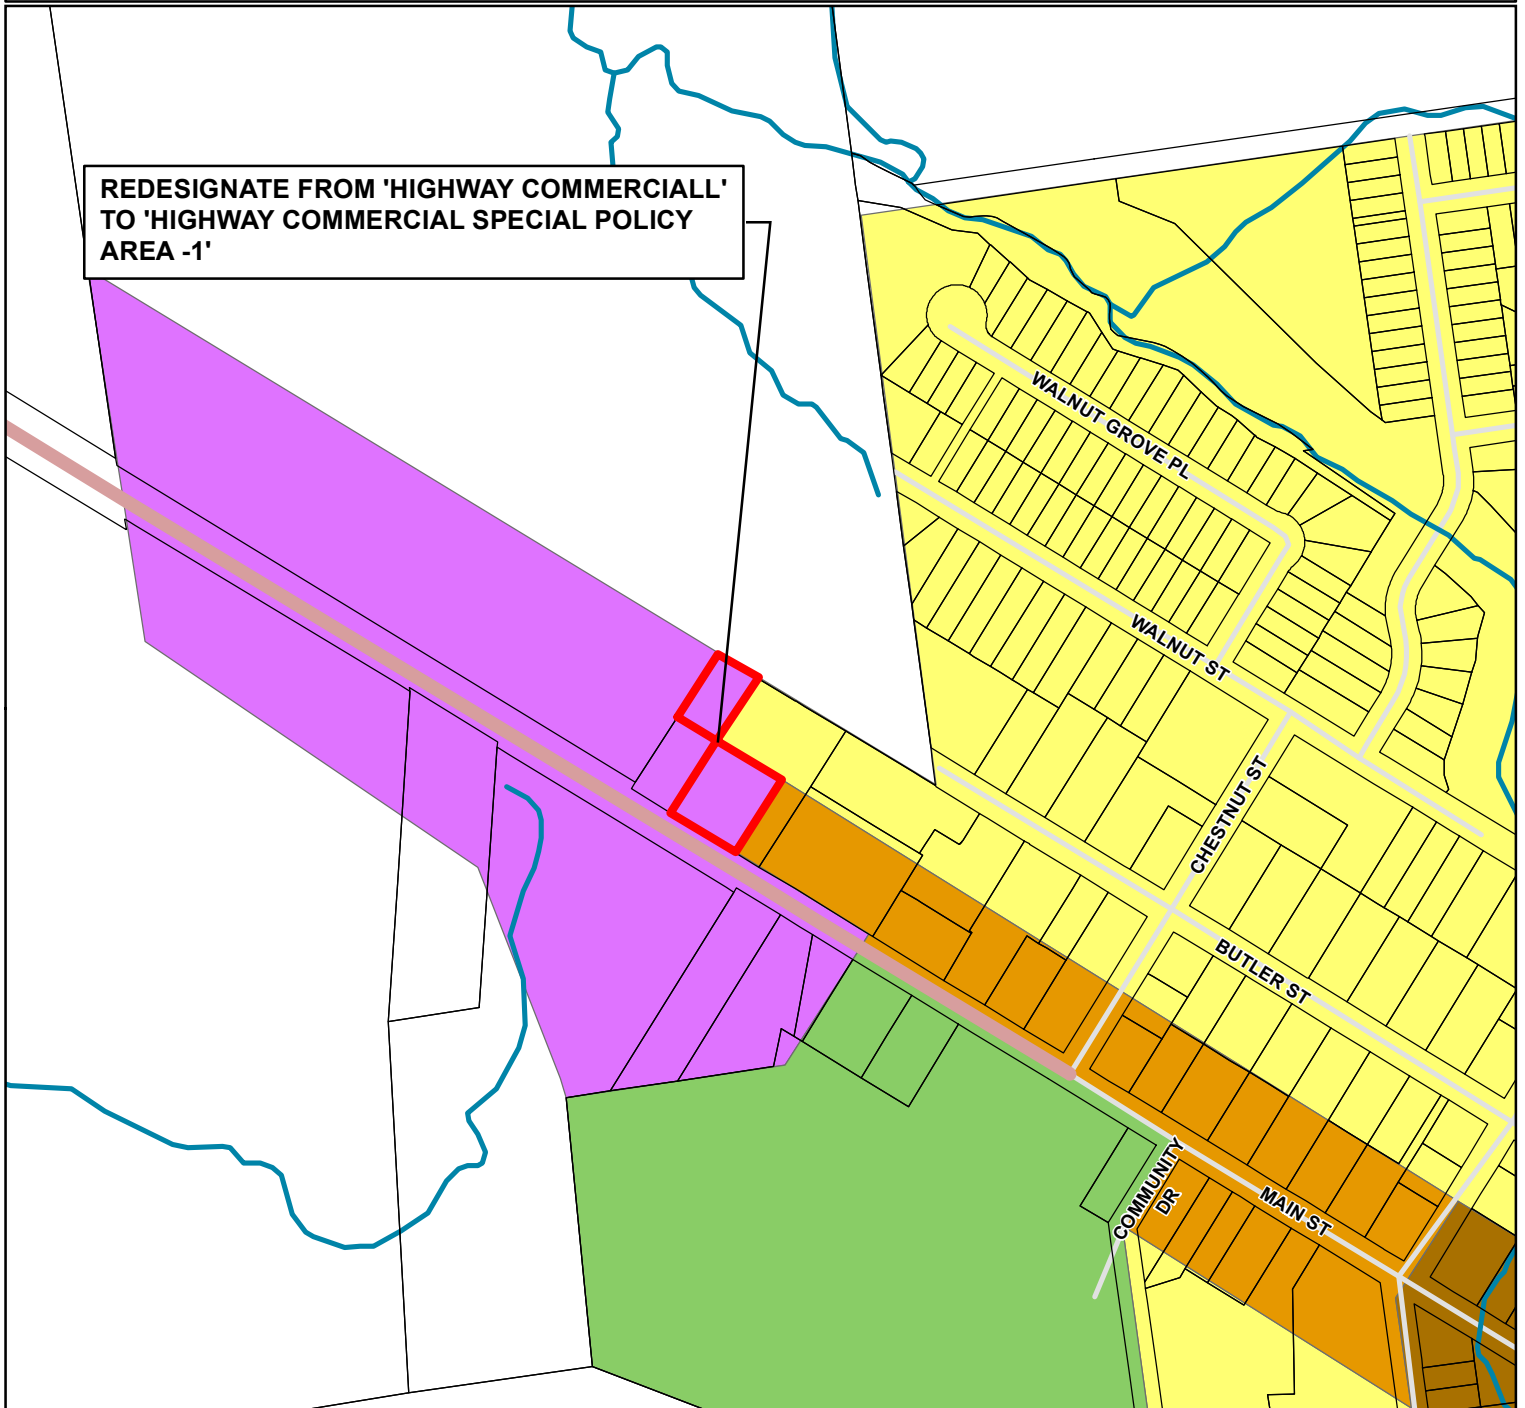 REDESIGNATE FROM 'HIGHWAY COMMERCIALL'
TO 'HIGHWAY COMMERCIAL SPECIAL POLICY
AREA -1'
WALNUT GROVE PL
WALNUT ST
CHESTNUT ST
BUTLER ST
COMMUNITY
DR
MAIN ST